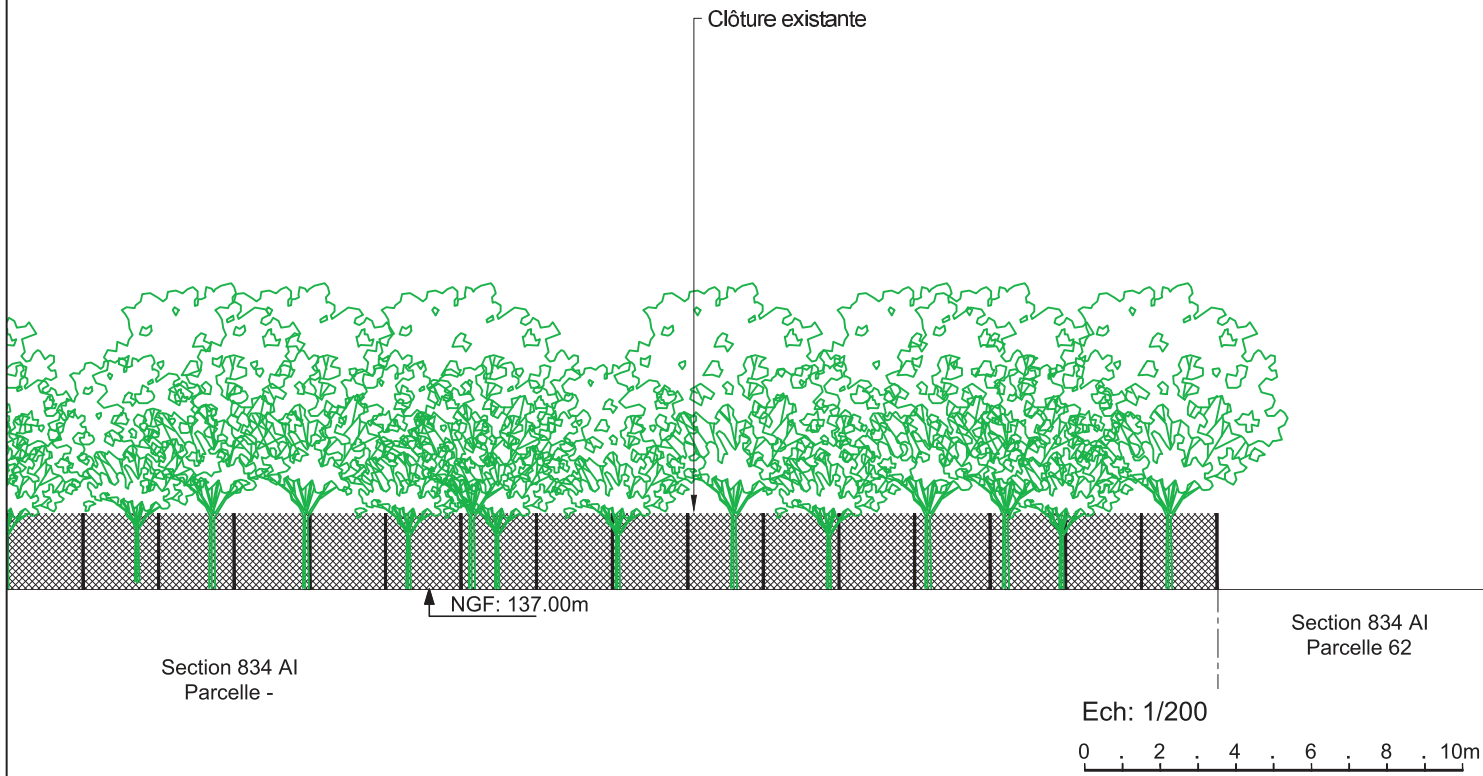 Clôture existante
NGF: 137.00m
Section 834 AI
Parcelle -
Section 834 AI
Parcelle 62
Ech: 1/200
0 . 2 . 4 . 6 . 8 . 10m